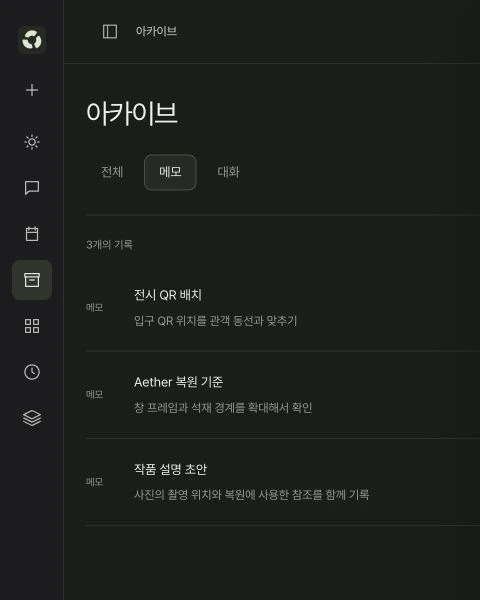 아카이브
아카이브
전체 메모 대화
3개의 기록
메모
전시 QR 배치
입구 QR 위치를 관객 동선과 맞추기
메모
Aether 복원 기준
창 프레임과 석재 경계를 확대해서 확인
메모
작품 설명 초안
사진의 촬영 위치와 복원에 사용한 참조를 함께 기록